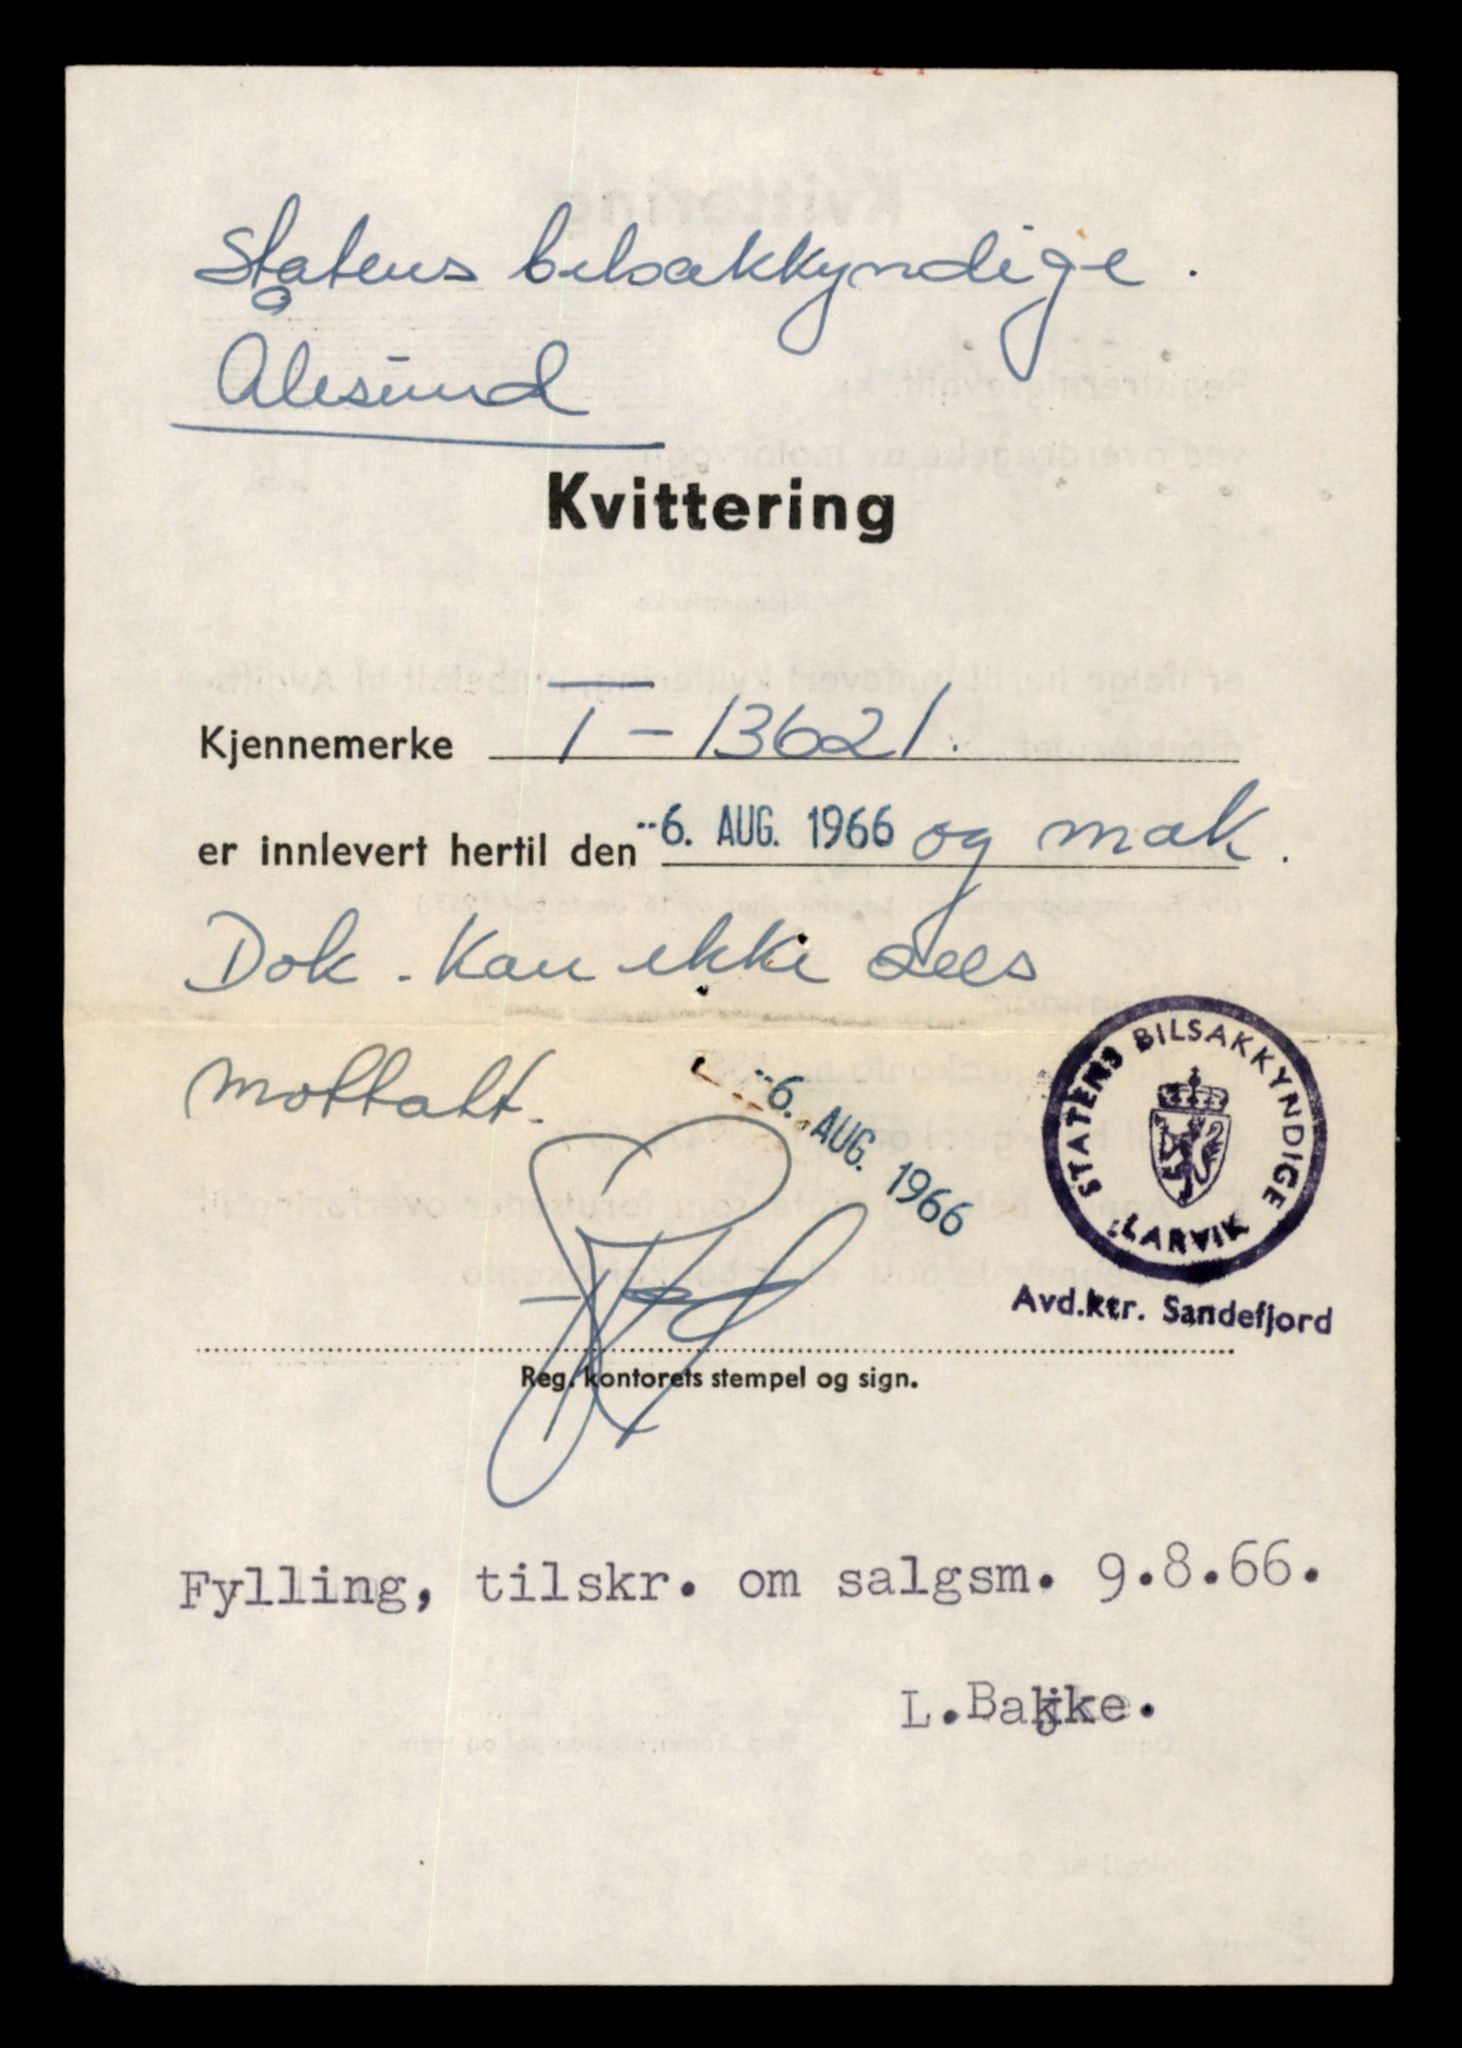 Statens bilsakkyndige.
Ålesund
Kvittering
Kjennemerke T-13621.
er innlevert hertil den -6. AUG. 1966 og mak.
Dok. Kan ikke sees
mottatt.
-6. AUG. 1966
STATENS BILSAKKYNDIGE
LARVIK
Avd.ktr. Sandefjord
Reg. kontorets stempel og sign.
Fylling, tilskr. om salgsm. 9.8.66.
L.Bakke.